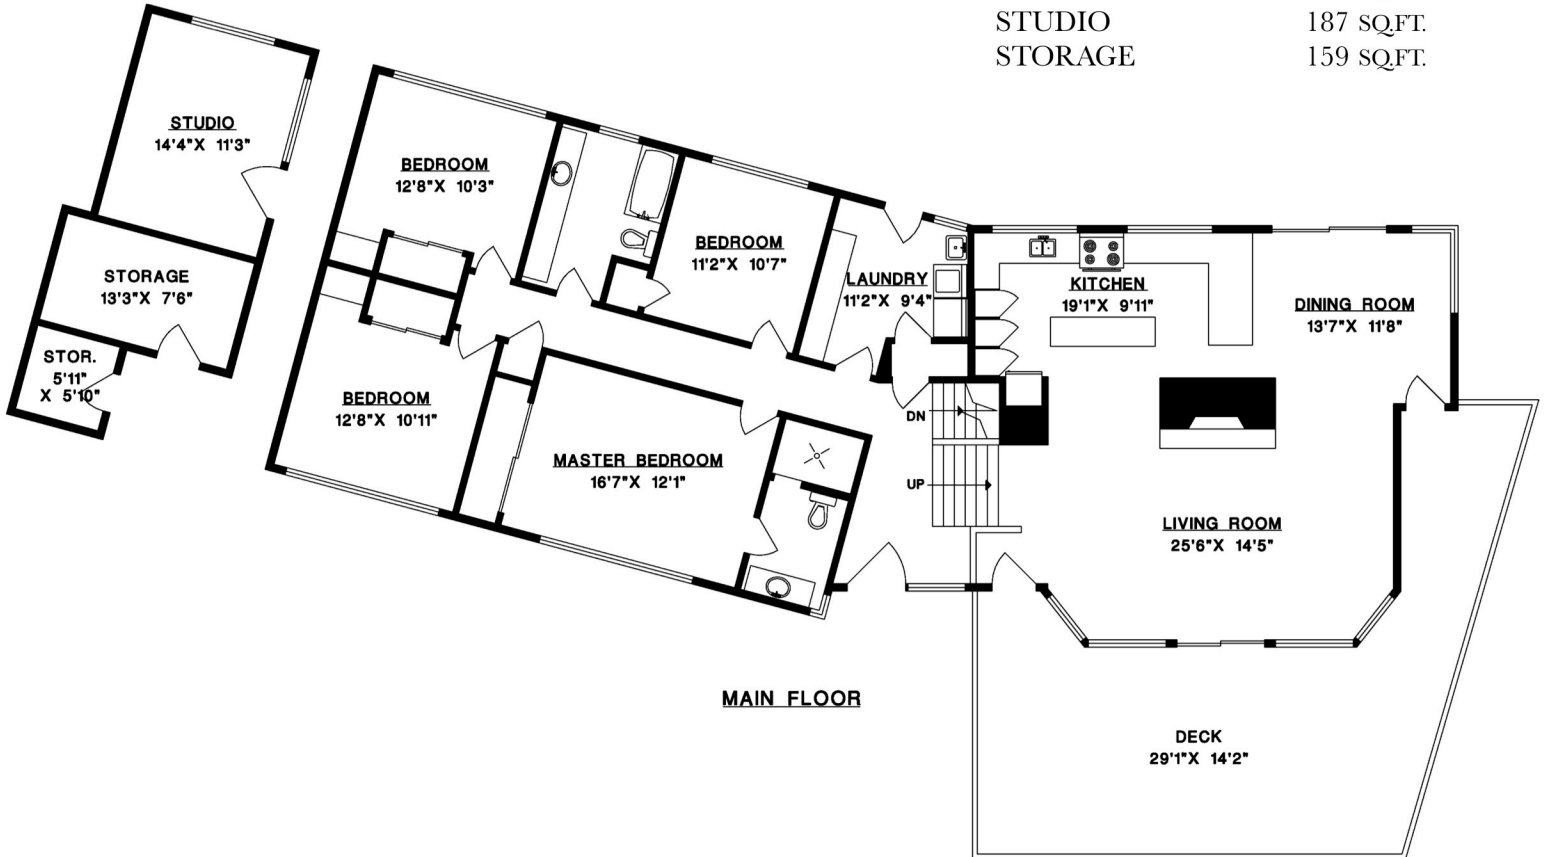 STUDIO 187 SQ.FT.
STORAGE 159 SQ.FT.
STUDIO
14'4"X 11'3"
BEDROOM
12'8"X 10'3"
BEDROOM
11'2"X 10'7"
LAUNDRY
11'2"X 9'4"
KITCHEN
19'1"X 9'11"
DINING ROOM
13'7"X 11'8"
STORAGE
13'3"X 7'6"
STOR.
5'11"
X 5'10"
BEDROOM
12'8"X 10'11"
MASTER BEDROOM
16'7"X 12'1"
DN
UP
LIVING ROOM
25'6"X 14'5"
MAIN FLOOR
DECK
29'1"X 14'2"